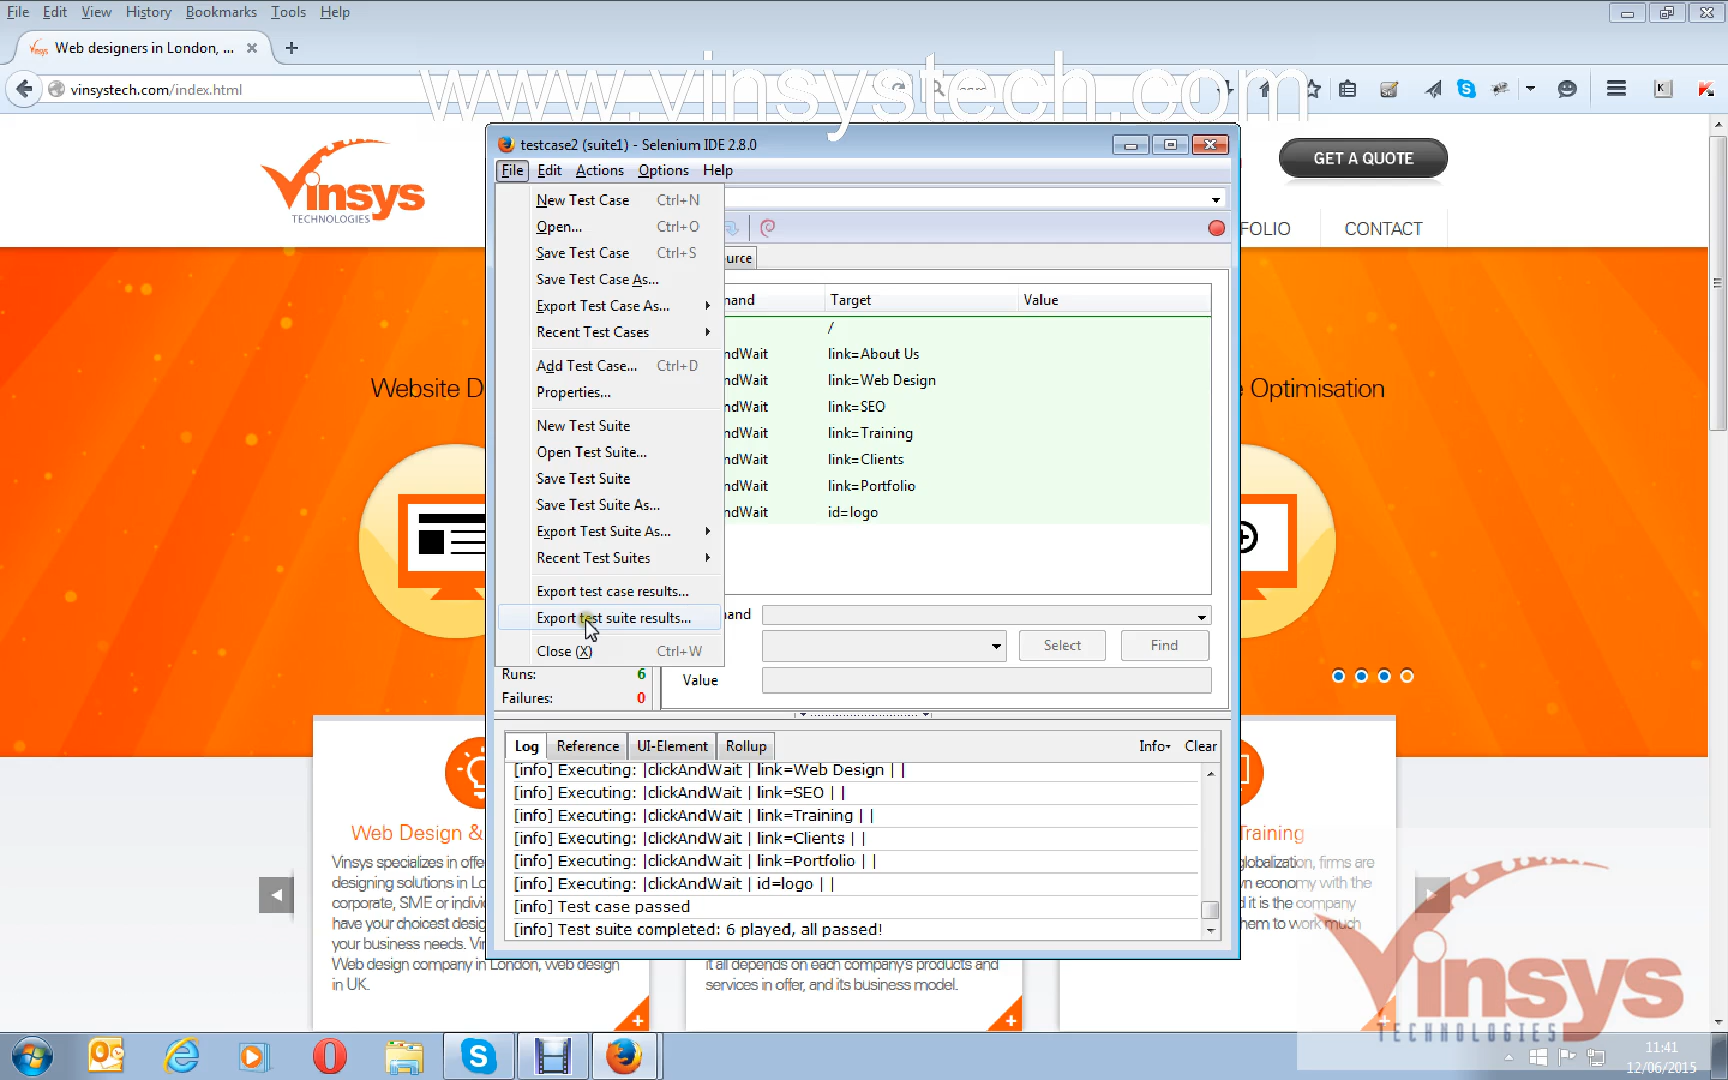 File Edit View History Bookmarks Tools Help
Web designers in London, ...
vinsystech.com/index.html
www.vinsystech.com
Vinsys
TECHNOLOGIES
GET A QUOTE
FOLIO CONTACT
testcase2 (suite1) - Selenium IDE 2.8.0
File Edit Actions Options Help
New Test Case Ctrl+N
Open... Ctrl+O
Save Test Case Ctrl+S
Save Test Case As...
Export Test Case As...
Recent Test Cases
Add Test Case... Ctrl+D
Properties...
New Test Suite
Open Test Suite...
Save Test Suite
Save Test Suite As...
Export Test Suite As...
Recent Test Suites
Export test case results...
Export test suite results...
Close (X) Ctrl+W
Runs: 6
Failures: 0
ource
nand Target Value
/
ndWait link=About Us
ndWait link=Web Design
ndWait link=SEO
ndWait link=Training
ndWait link=Clients
ndWait link=Portfolio
ndWait id=logo
nand
Select Find
Value
Log Reference UI-Element Rollup Info Clear
[info] Executing: |clickAndWait | link=Web Design | |
[info] Executing: |clickAndWait | link=SEO | |
[info] Executing: |clickAndWait | link=Training | |
[info] Executing: |clickAndWait | link=Clients | |
[info] Executing: |clickAndWait | link=Portfolio | |
[info] Executing: |clickAndWait | id=logo | |
[info] Test case passed
[info] Test suite completed: 6 played, all passed!
Website D
e Optimisation
Web Design &
Vinsys specializes in offe
designing solutions in Lo
corporate, SME or indivi
have your choicest desig
your business needs. Vin
Web design company in London, web design
in UK.
it all depends on each company's products and
services in offer, and its business model.
Training
globalization, firms are
wn economy with the
d it is the company
hem to work much
Vinsys
TECHNOLOGIES
11:41
12/06/2015